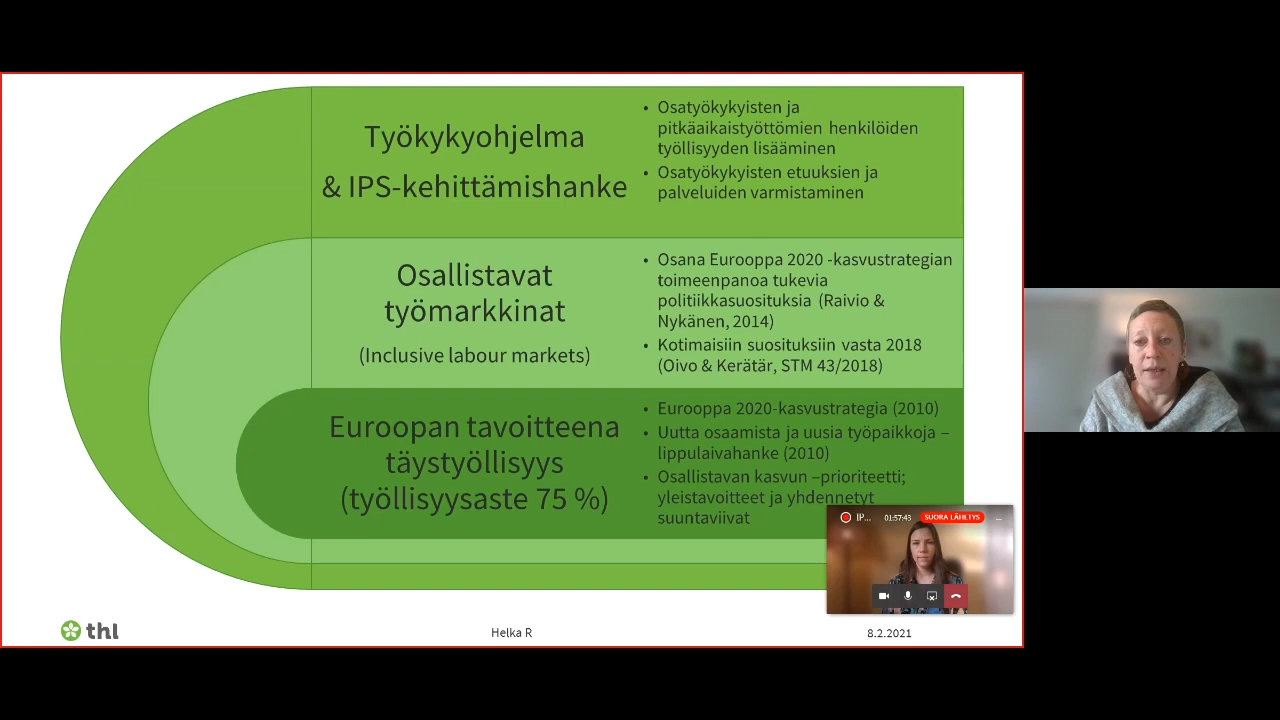 Työkykyohjelma
& IPS-kehittämishanke
• Osatyökykyisten ja
pitkäaikaistyöttömien henkilöiden
työllisyyden lisääminen
• Osatyökykyisten etuuksien ja
palveluiden varmistaminen
Osallistavat
työmarkkinat
(Inclusive labour markets)
• Osana Eurooppa 2020 -kasvustrategian
toimeenpanoa tukevia
politiikkasuosituksia (Raivio &
Nykänen, 2014)
• Kotimaisiin suosituksiin vasta 2018
(Oivo & Kerätär, STM 43/2018)
Euroopan tavoitteena
täystyöllisyys
(työllisyysaste 75 %)
• Eurooppa 2020-kasvustrategia (2010)
• Uutta osaamista ja uusia työpaikkoja –
lippulaivahanke (2010)
• Osallistavan kasvun –prioriteetti;
yleistavoitteet ja yhdennetyt
suuntaviivat
IP... 01:57:43 SUORA LÄHETYS
thl
Helka R
8.2.2021